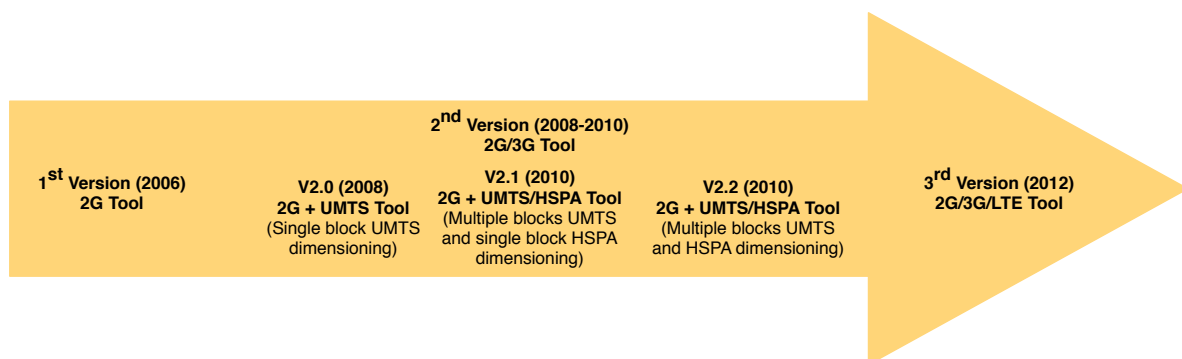 1st Version (2006)
2G Tool
2nd Version (2008-2010)
2G/3G Tool
V2.0 (2008)
2G + UMTS Tool
(Single block UMTS
dimensioning)
V2.1 (2010)
2G + UMTS/HSPA Tool
(Multiple blocks UMTS
and single block HSPA
dimensioning)
V2.2 (2010)
2G + UMTS/HSPA Tool
(Multiple blocks UMTS
and HSPA dimensioning)
3rd Version (2012)
2G/3G/LTE Tool